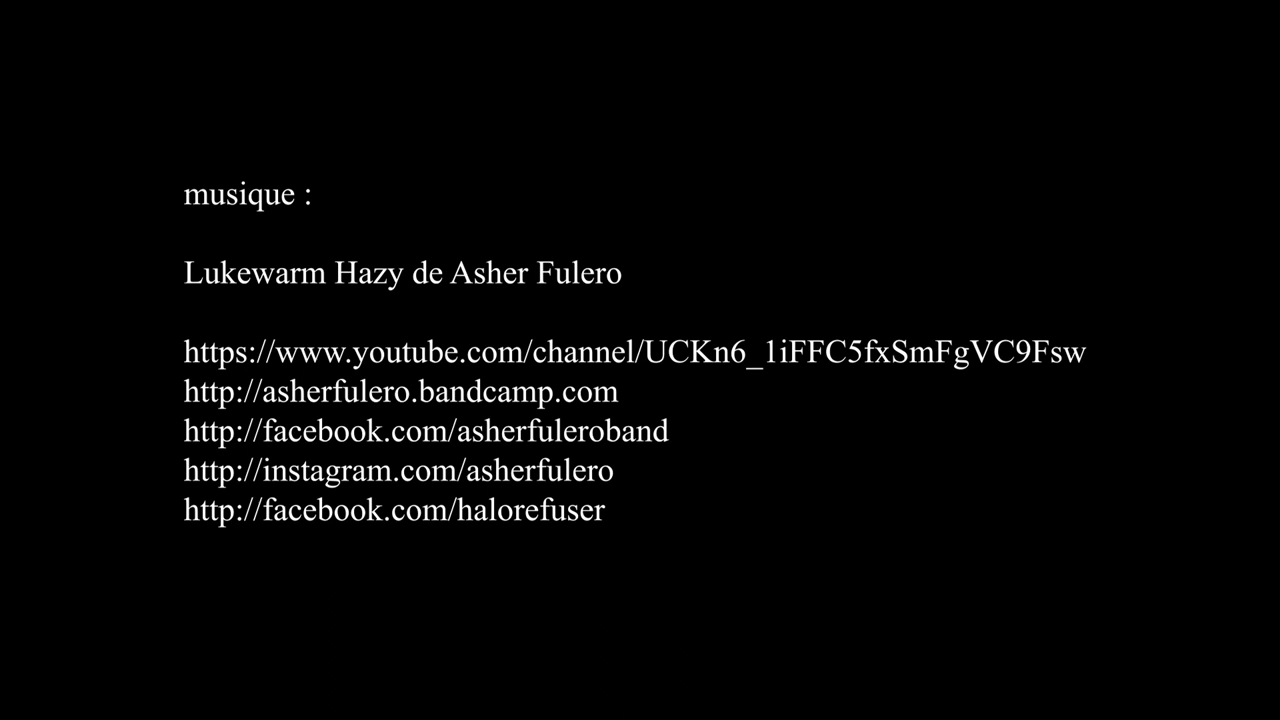 musique :
Lukewarm Hazy de Asher Fulero
https://www.youtube.com/channel/UCKn6_1iFFC5fxSmFgVC9Fsw
http://asherfulero.bandcamp.com
http://facebook.com/asherfuleroband
http://instagram.com/asherfulero
http://facebook.com/halorefuser